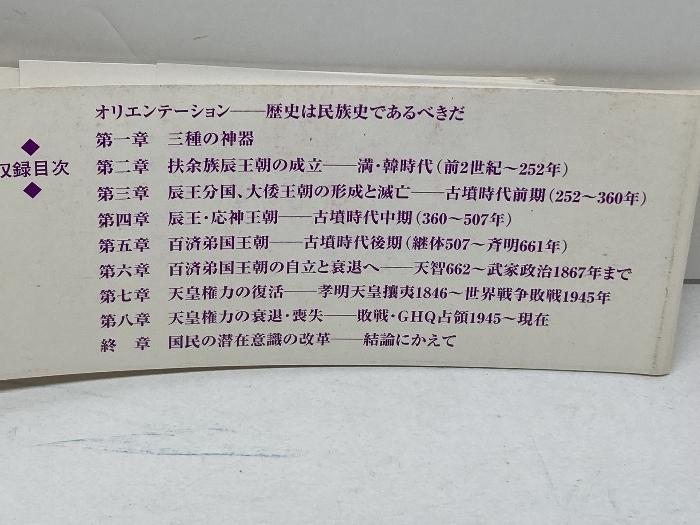 収録目次
オリエンテーション——歴史は民族史であるべきだ
第一章 三種の神器
第二章 扶余族辰王朝の成立——満・韓時代(前2世紀〜252年)
第三章 辰王分国、大倭王朝の形成と滅亡——古墳時代前期(252〜360年)
第四章 辰王・応神王朝——古墳時代中期(360〜507年)
第五章 百済弟国王朝——古墳時代後期(継体507〜斉明661年)
第六章 百済弟国王朝の自立と衰退へ——天智662〜武家政治1867年まで
第七章 天皇権力の復活——孝明天皇攘夷1846〜世界戦争敗戦1945年
第八章 天皇権力の衰退・喪失——敗戦・GHQ占領1945〜現在
終 章 国民の潜在意識の改革——結論にかえて